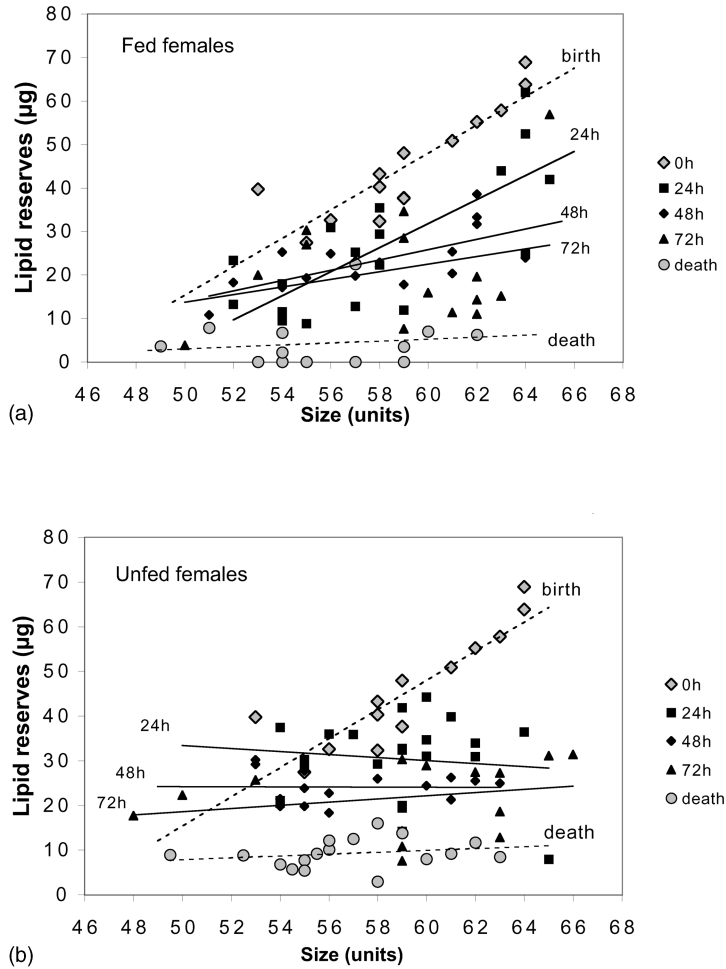 80
70
60
50
40
30
20
10
0
Lipid reserves (µg)
Fed females
birth
24h
48h
72h
death
0h
24h
48h
72h
death
46 48 50 52 54 56 58 60 62 64 66 68
Size (units)
(a)
80
70
60
50
40
30
20
10
0
Lipid reserves (µg)
Unfed females
birth
24h
48h
72h
death
0h
24h
48h
72h
death
46 48 50 52 54 56 58 60 62 64 66 68
Size (units)
(b)